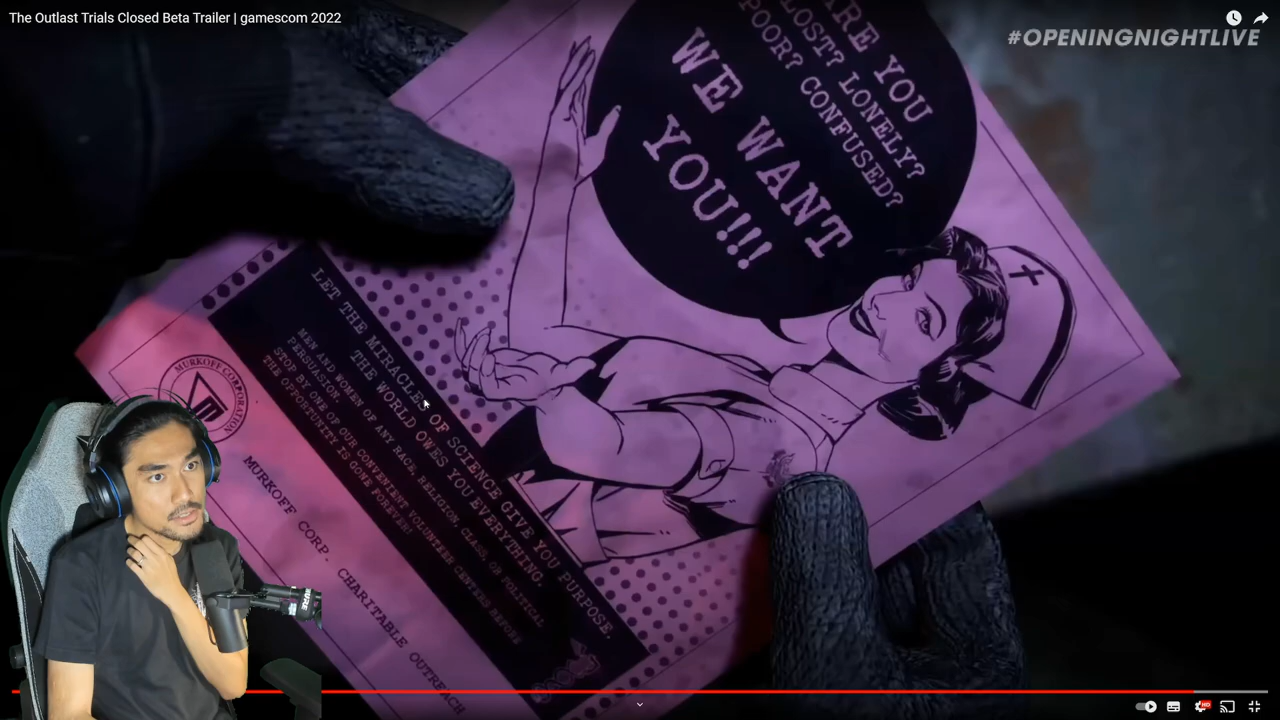 The Outlast Trials Closed Beta Trailer | gamescom 2022
#OPENINGNIGHTLIVE
ARE YOU
LOST? LONELY?
POOR? CONFUSED?
WE WANT
YOU!!!
LET THE MIRACLES OF SCIENCE GIVE YOU PURPOSE.
THE WORLD OWES YOU EVERYTHING.
MEN AND WOMEN OF ANY RACE, RELIGION, CLASS, OR POLITICAL
PERSUASION.
STOP BY ONE OF OUR CONVENIENT VOLUNTEER CENTERS BEFORE
THE OPPORTUNITY IS GONE FOREVER!
MURKOFF CORPORATION
MURKOFF CORP. CHARITABLE OUTREACH
HD